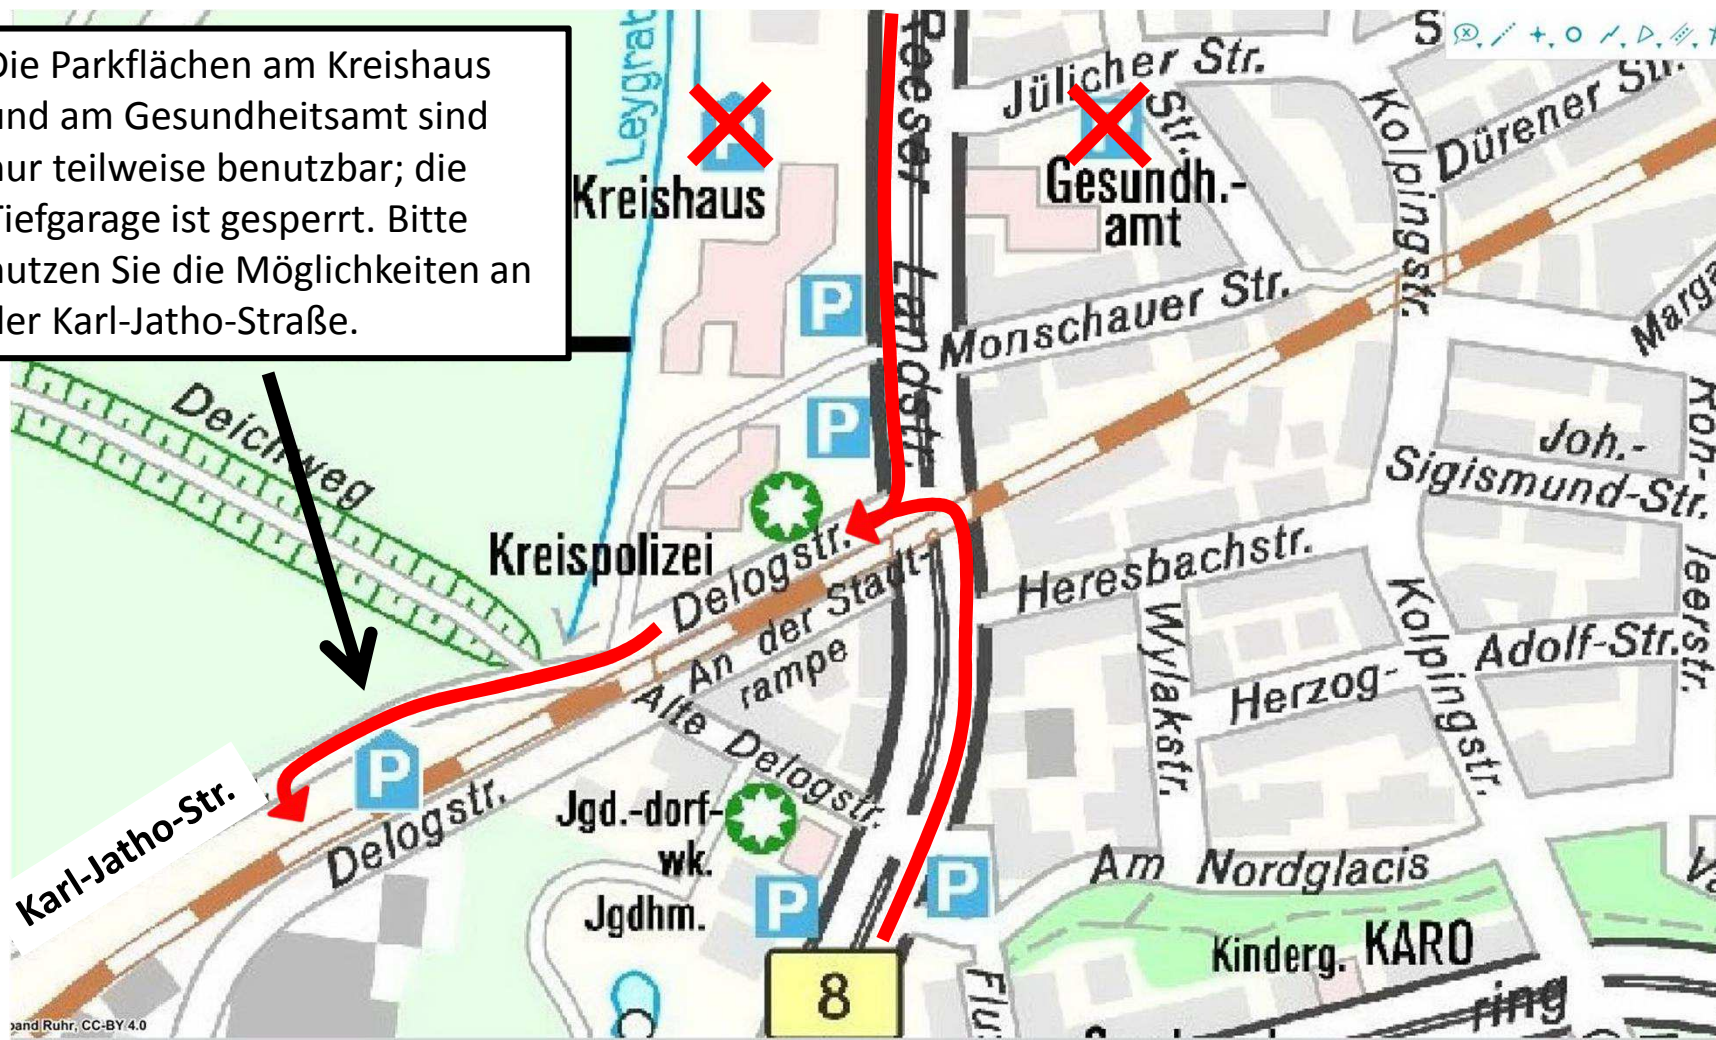 Die Parkflächen am Kreishaus
und am Gesundheitsamt sind
nur teilweise benutzbar; die
Tiefgarage ist gesperrt. Bitte
nutzen Sie die Möglichkeiten an
der Karl-Jatho-Straße.
Leygrab
Reeser Landstr.
Jülicher Str.
Str.
Kolpingstr.
Dürener Str.
P
P
Kreishaus
Gesundh.-
amt
P
Monschauer Str.
P
Deichweg
Joh.-
Sigismund-Str.
Kreispolizei
Delogstr.
An der Stadt-
rampe
Heresbachstr.
Wylakstr.
Kolpingstr.
Herzog-
Adolf-Str.
Alte Delogstr.
P
Karl-Jatho-Str.
Delogstr.
Jgd.-dorf-
wk.
Jgdhm.
P
P
Am Nordglacis
Kinderg. KARO
8
ring
Ruhr, CC-BY 4.0